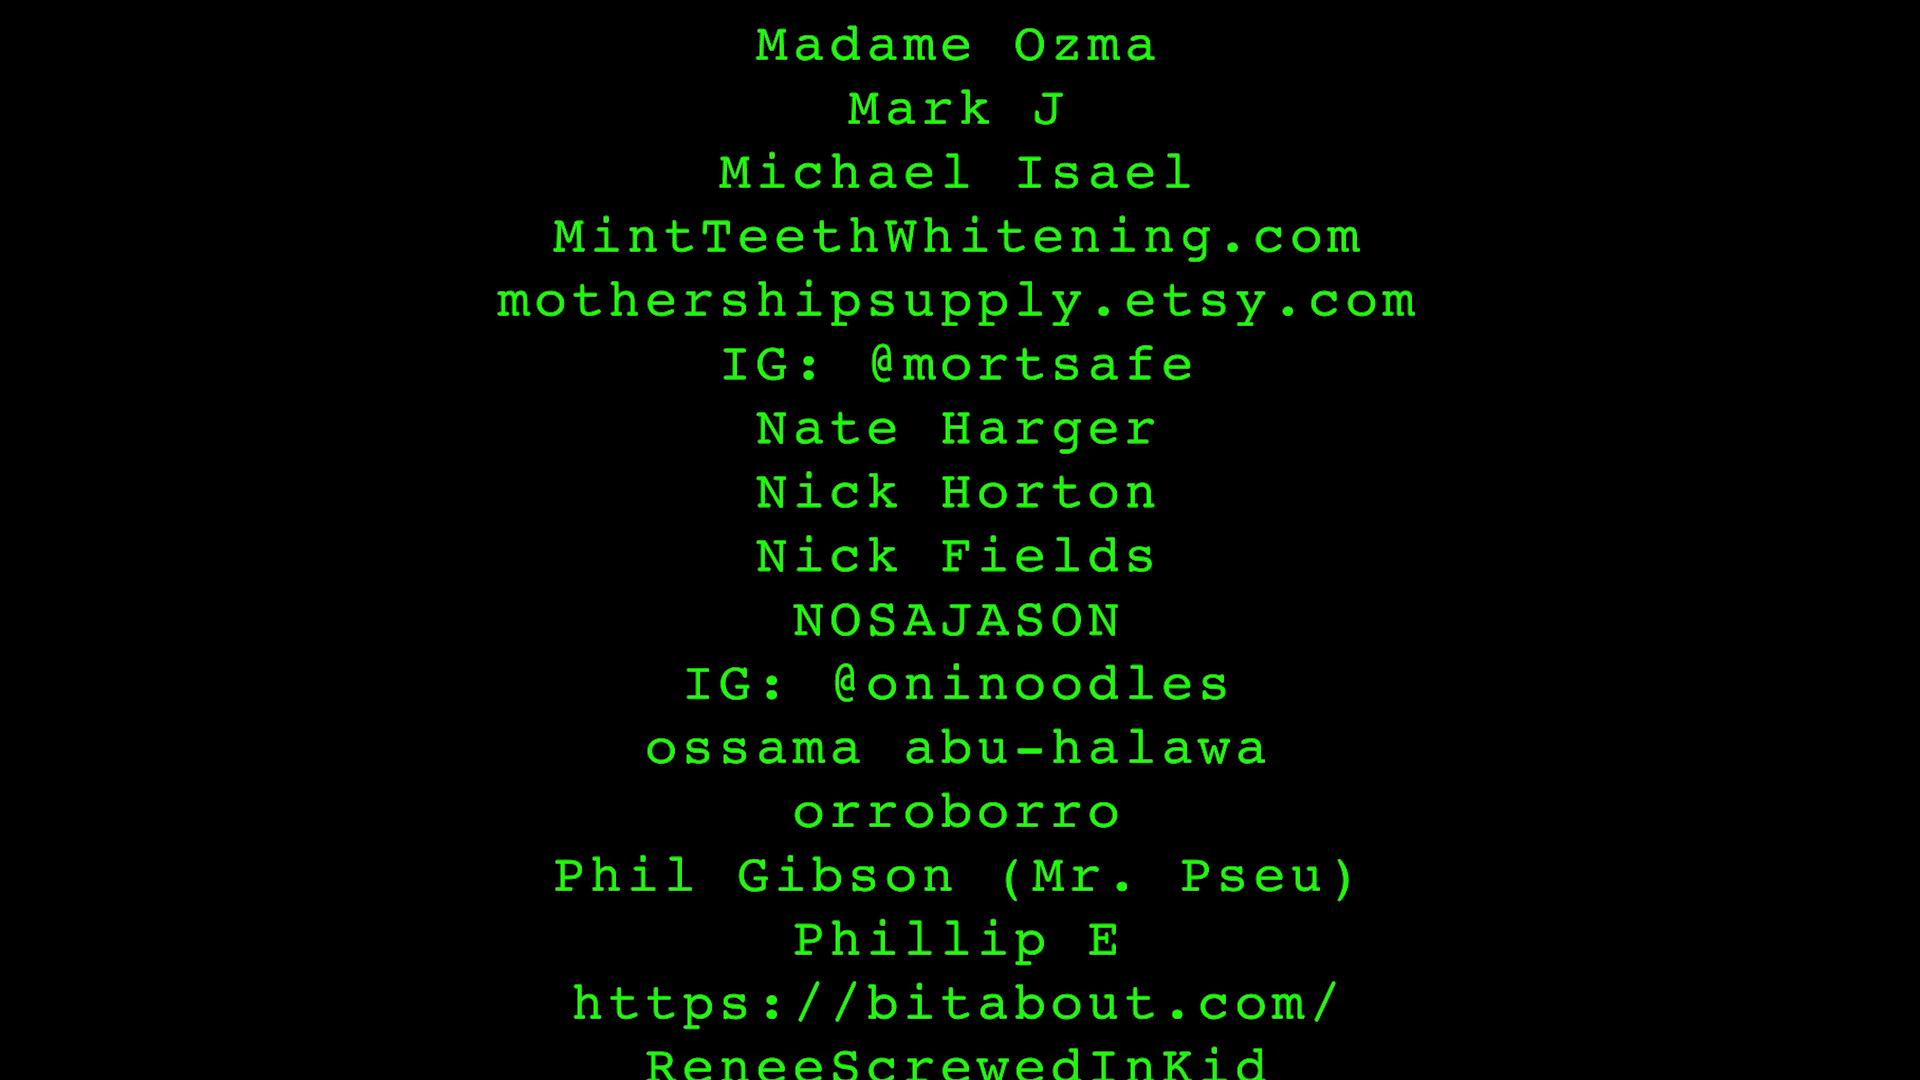 Madame Ozma
Mark J
Michael Isael
MintTeethWhitening.com
mothershipsupply.etsy.com
IG: @mortsafe
Nate Harger
Nick Horton
Nick Fields
NOSAJASON
IG: @oninoodles
ossama abu-halawa
orroborro
Phil Gibson (Mr. Pseu)
Phillip E
https://bitabout.com/
ReneeScrewedInKid